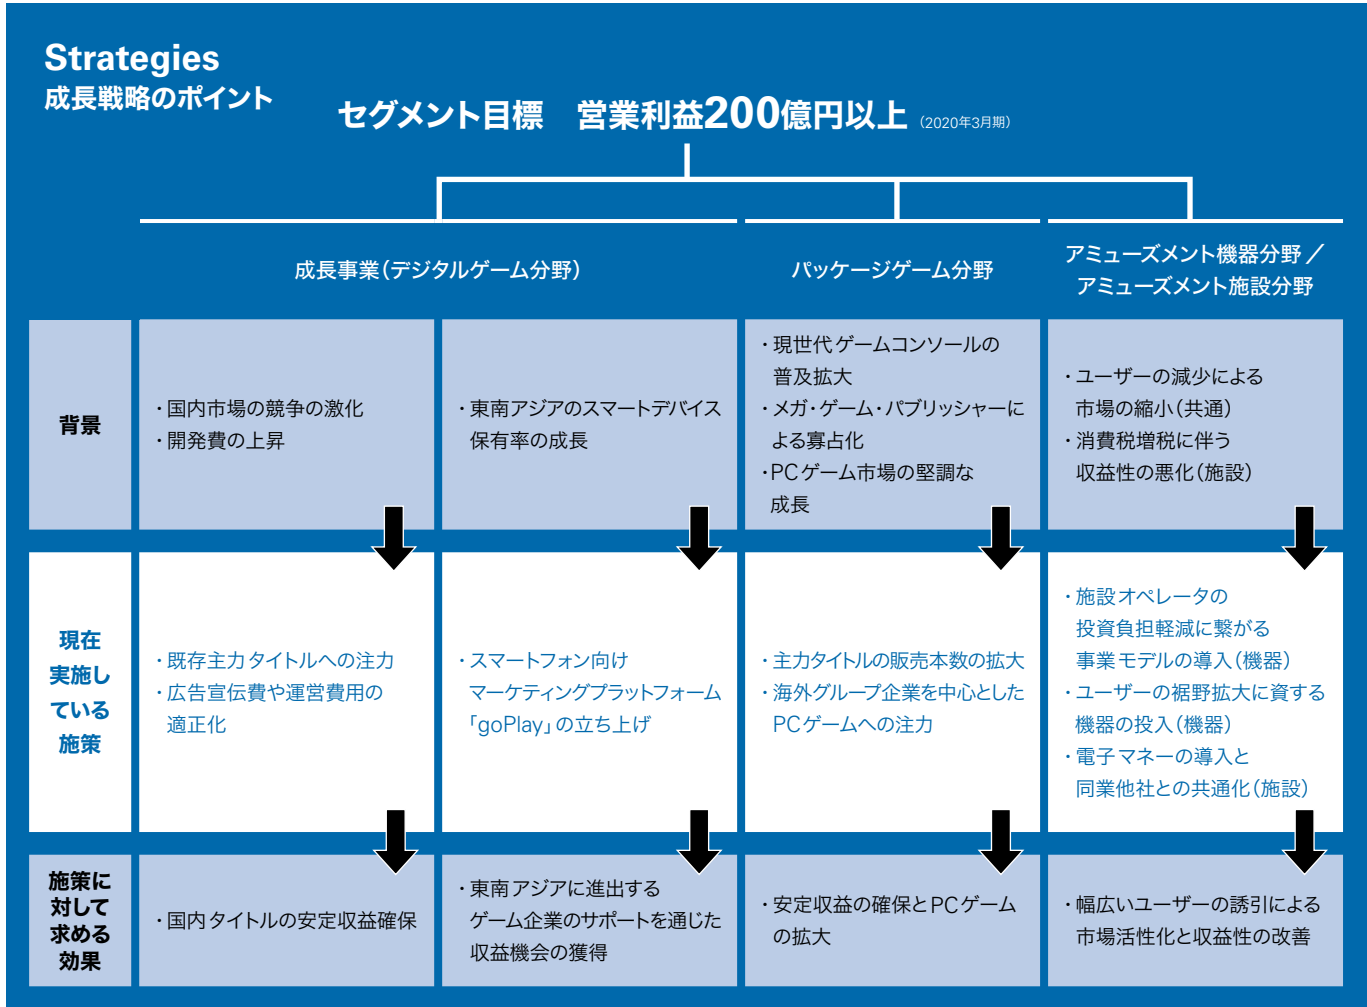 Strategies
成長戦略のポイント
セグメント目標　営業利益200億円以上（2020年3月期）
成長事業（デジタルゲーム分野）
パッケージゲーム分野
アミューズメント機器分野／
アミューズメント施設分野
背景
・国内市場の競争の激化
・開発費の上昇
・東南アジアのスマートデバイス
保有率の成長
・現世代ゲームコンソールの
普及拡大
・メガ・ゲーム・パブリッシャーに
よる寡占化
・PCゲーム市場の堅調な
成長
・ユーザーの減少による
市場の縮小（共通）
・消費税増税に伴う
収益性の悪化（施設）
現在
実施し
ている
施策
・既存主力タイトルへの注力
・広告宣伝費や運営費用の
適正化
・スマートフォン向け
マーケティングプラットフォーム
「goPlay」の立ち上げ
・主力タイトルの販売本数の拡大
・海外グループ企業を中心とした
PCゲームへの注力
・施設オペレータの
投資負担軽減に繋がる
事業モデルの導入（機器）
・ユーザーの裾野拡大に資する
機器の投入（機器）
・電子マネーの導入と
同業他社との共通化（施設）
施策に
対して
求める
効果
・国内タイトルの安定収益確保
・東南アジアに進出する
ゲーム企業のサポートを通じた
収益機会の獲得
・安定収益の確保とPCゲーム
の拡大
・幅広いユーザーの誘引による
市場活性化と収益性の改善